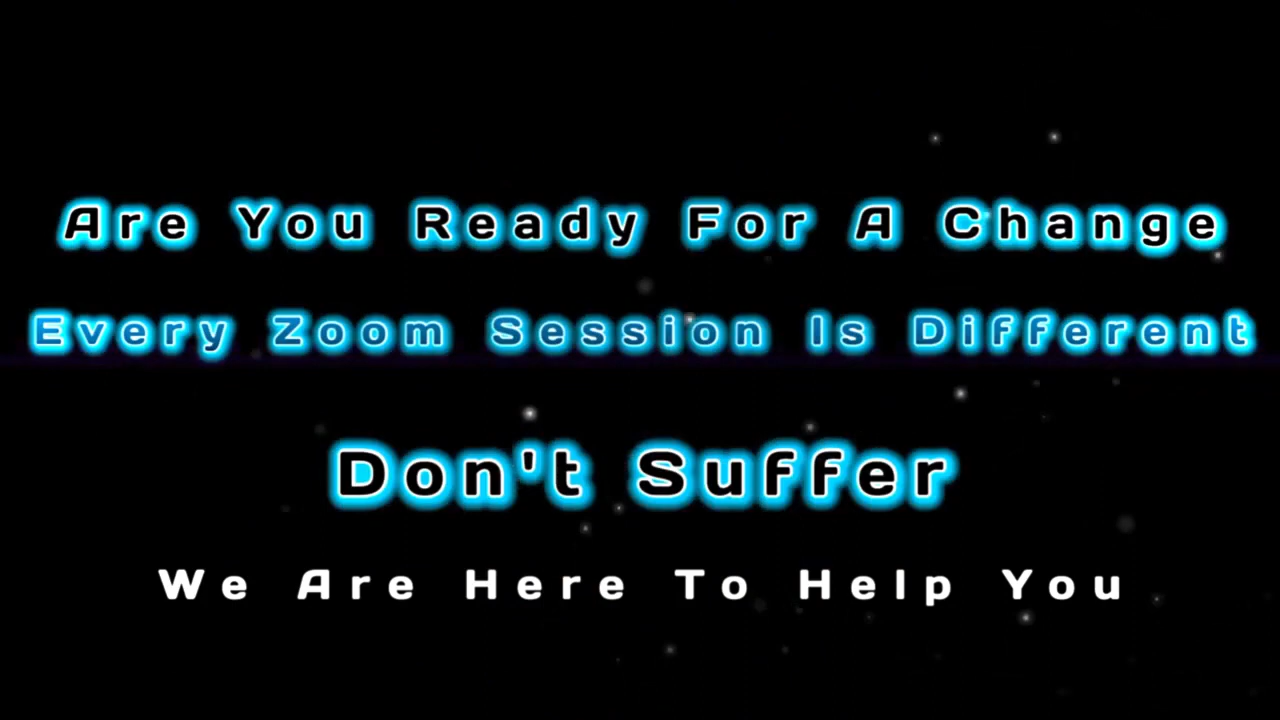 Are You Ready For A Change
Every Zoom Session Is Different
Don't Suffer
We Are Here To Help You